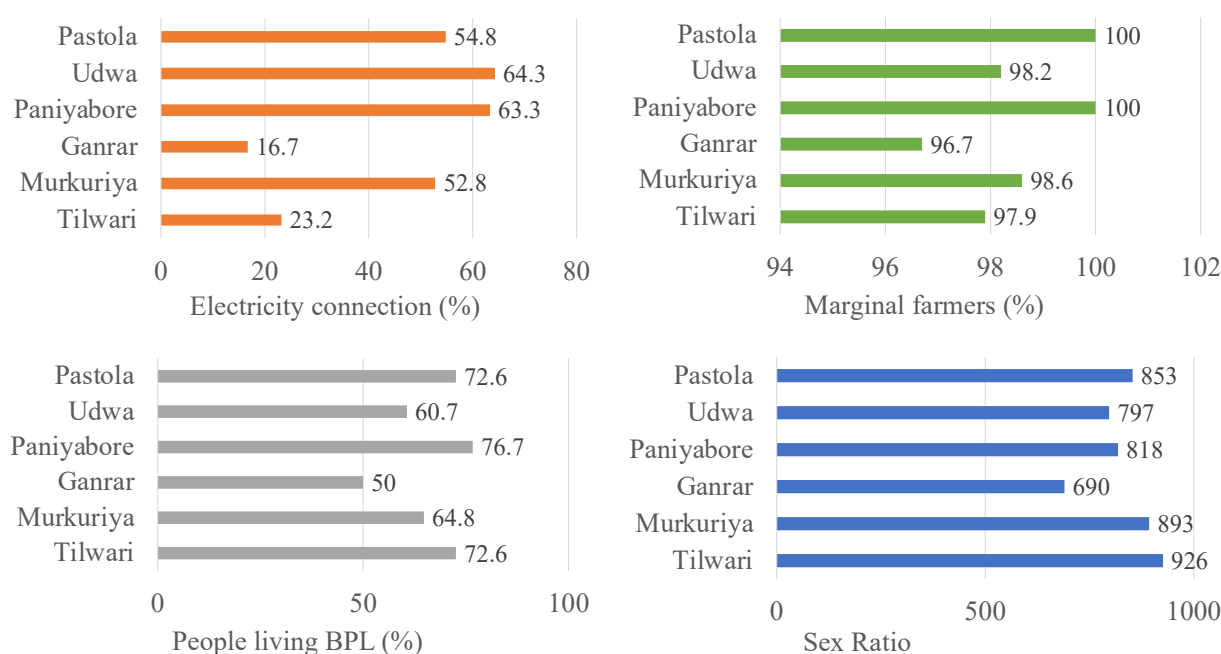 Pastola 54.8
Udwa 64.3
Paniyabore 63.3
Ganrar 16.7
Murkuriya 52.8
Tilwari 23.2
0 20 40 60 80
Electricity connection (%)
Pastola 100
Udwa 98.2
Paniyabore 100
Ganrar 96.7
Murkuriya 98.6
Tilwari 97.9
94 96 98 100 102
Marginal farmers (%)
Pastola 72.6
Udwa 60.7
Paniyabore 76.7
Ganrar 50
Murkuriya 64.8
Tilwari 72.6
0 50 100
People living BPL (%)
Pastola 853
Udwa 797
Paniyabore 818
Ganrar 690
Murkuriya 893
Tilwari 926
0 500 1000
Sex Ratio